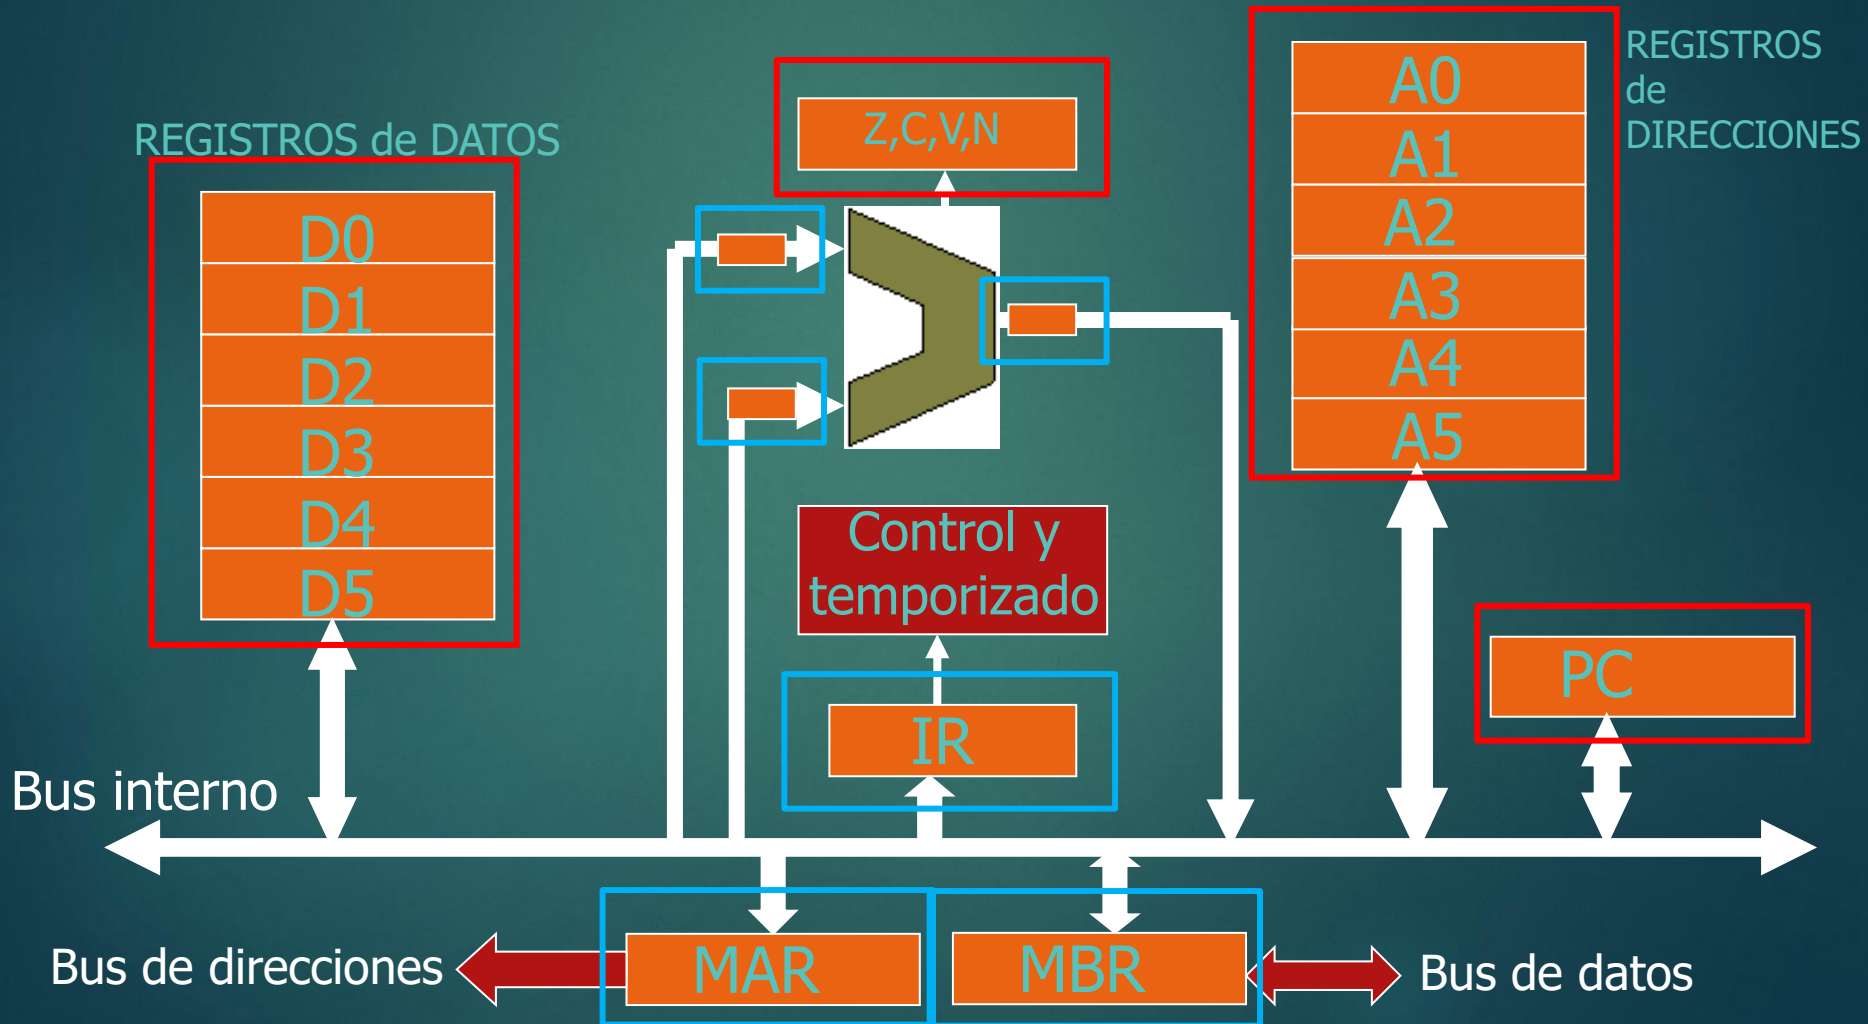 REGISTROS de DATOS
D0
D1
D2
D3
D4
D5
Z,C,V,N
REGISTROS
de
DIRECCIONES
A0
A1
A2
A3
A4
A5
Control y
temporizado
IR
PC
Bus interno
Bus de direcciones
MAR
MBR
Bus de datos